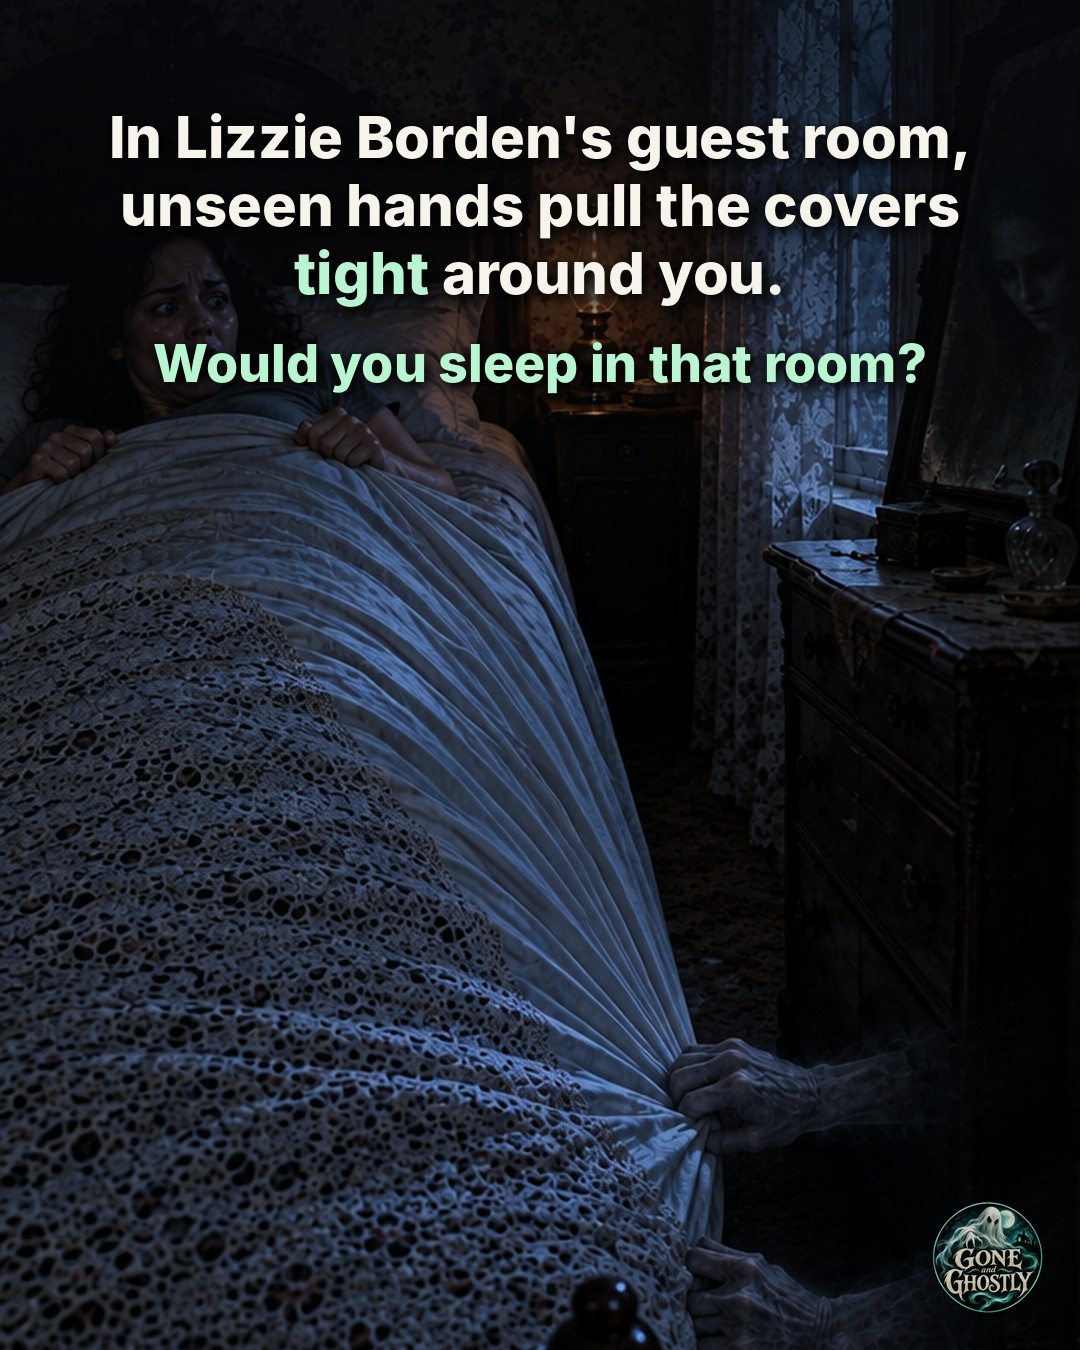 In Lizzie Borden's guest room,
unseen hands pull the covers
tight around you.
Would you sleep in that room?
GONE
and
GHOSTLY